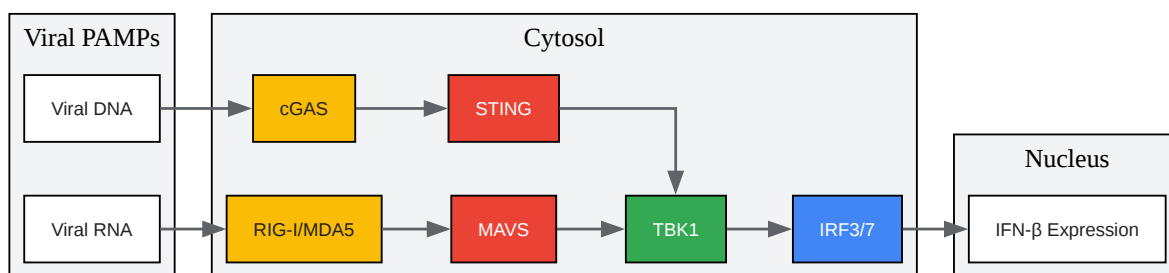 Viral PAMPs
Cytosol
Viral DNA
cGAS
STING
Nucleus
Viral RNA
RIG-I/MDA5
MAVS
TBK1
IRF3/7
IFN-β Expression